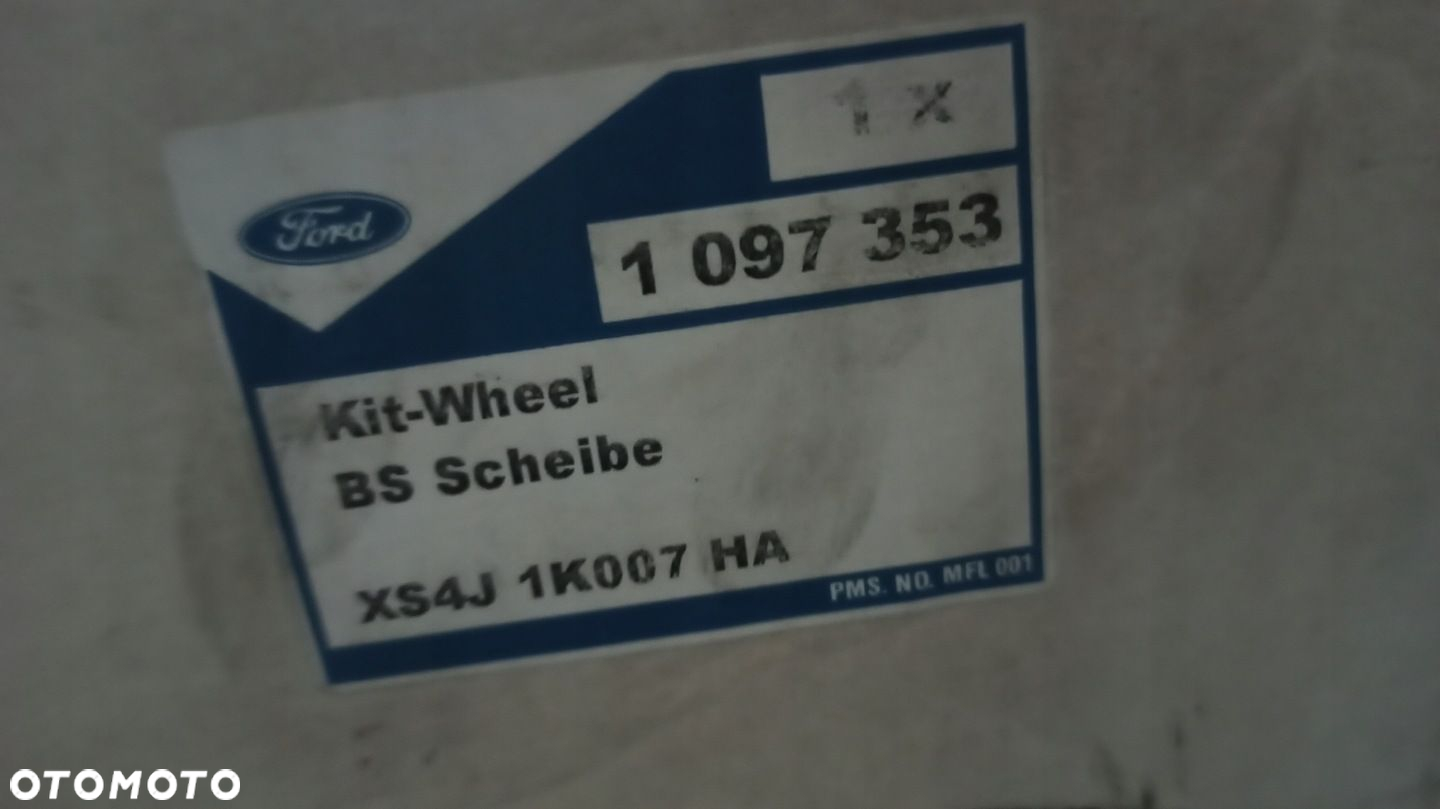 1 x
Ford
1 097 353
Kit-Wheel
BS Scheibe
XS4J 1K007 HA
PMS. NO. MFL 001
OTOMOTO